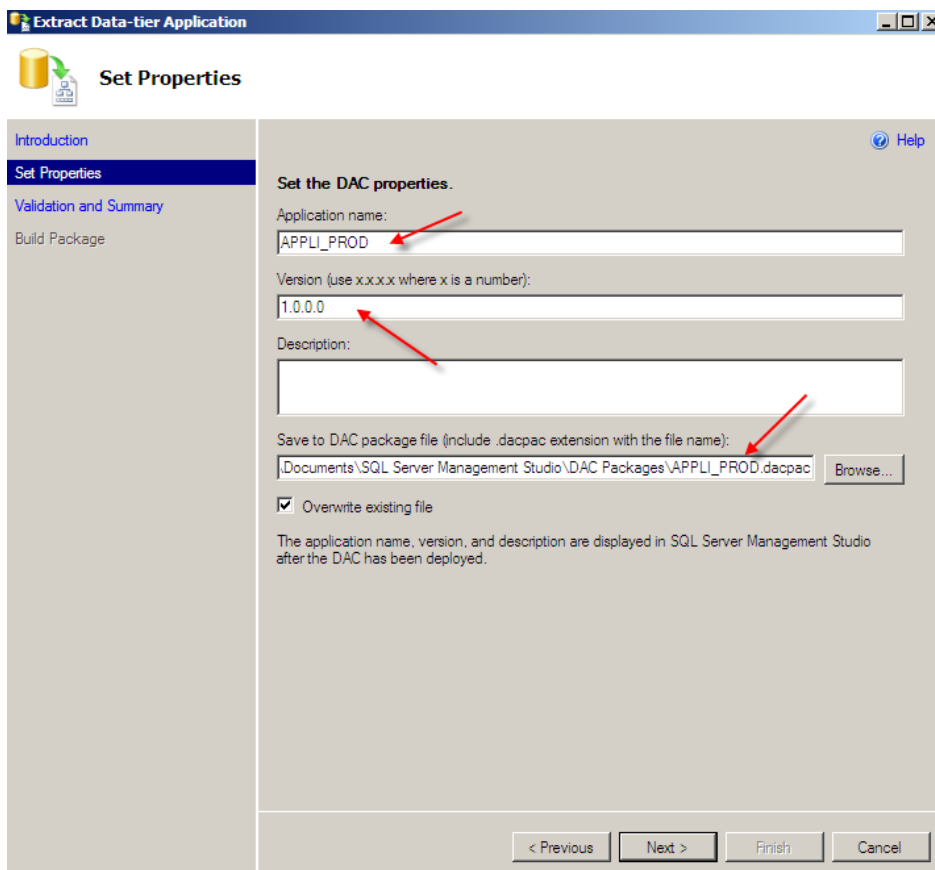 Extract Data-tier Application
Set Properties
Introduction
Set Properties
Validation and Summary
Build Package
Help
Set the DAC properties.
Application name:
APPLI_PROD
Version (use x.x.x.x where x is a number):
1.0.0.0
Description:
Save to DAC package file (include .dacpac extension with the file name):
.Documents\SQL Server Management Studio\DAC Packages\APPLI_PROD.dacpac
Browse...
Overwrite existing file
The application name, version, and description are displayed in SQL Server Management Studio
after the DAC has been deployed.
< Previous
Next >
Finish
Cancel